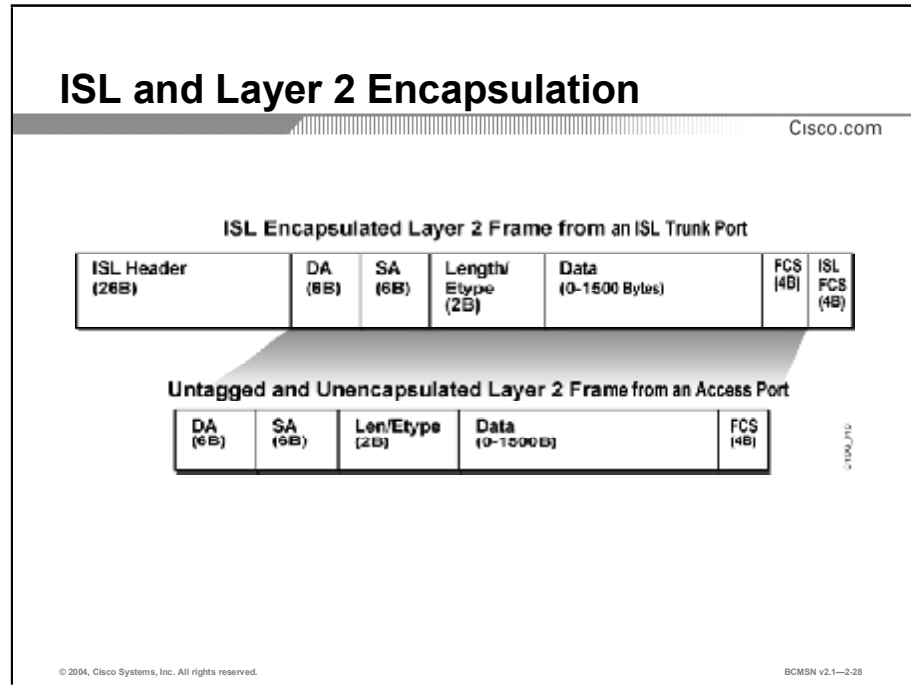 ISL and Layer 2 Encapsulation
Cisco.com
ISL Encapsulated Layer 2 Frame from an ISL Trunk Port
ISL Header
(26B)
DA
(6B)
SA
(6B)
Length/
Etype
(2B)
Data
(0-1500 Bytes)
FCS
(4B)
ISL
FCS
(4B)
Untagged and Unencapsulated Layer 2 Frame from an Access Port
DA
(6B)
SA
(6B)
Len/Etype
(2B)
Data
(0-1500B)
FCS
(4B)
© 2004, Cisco Systems, Inc. All rights reserved.
BCMSN v2.1—2-28